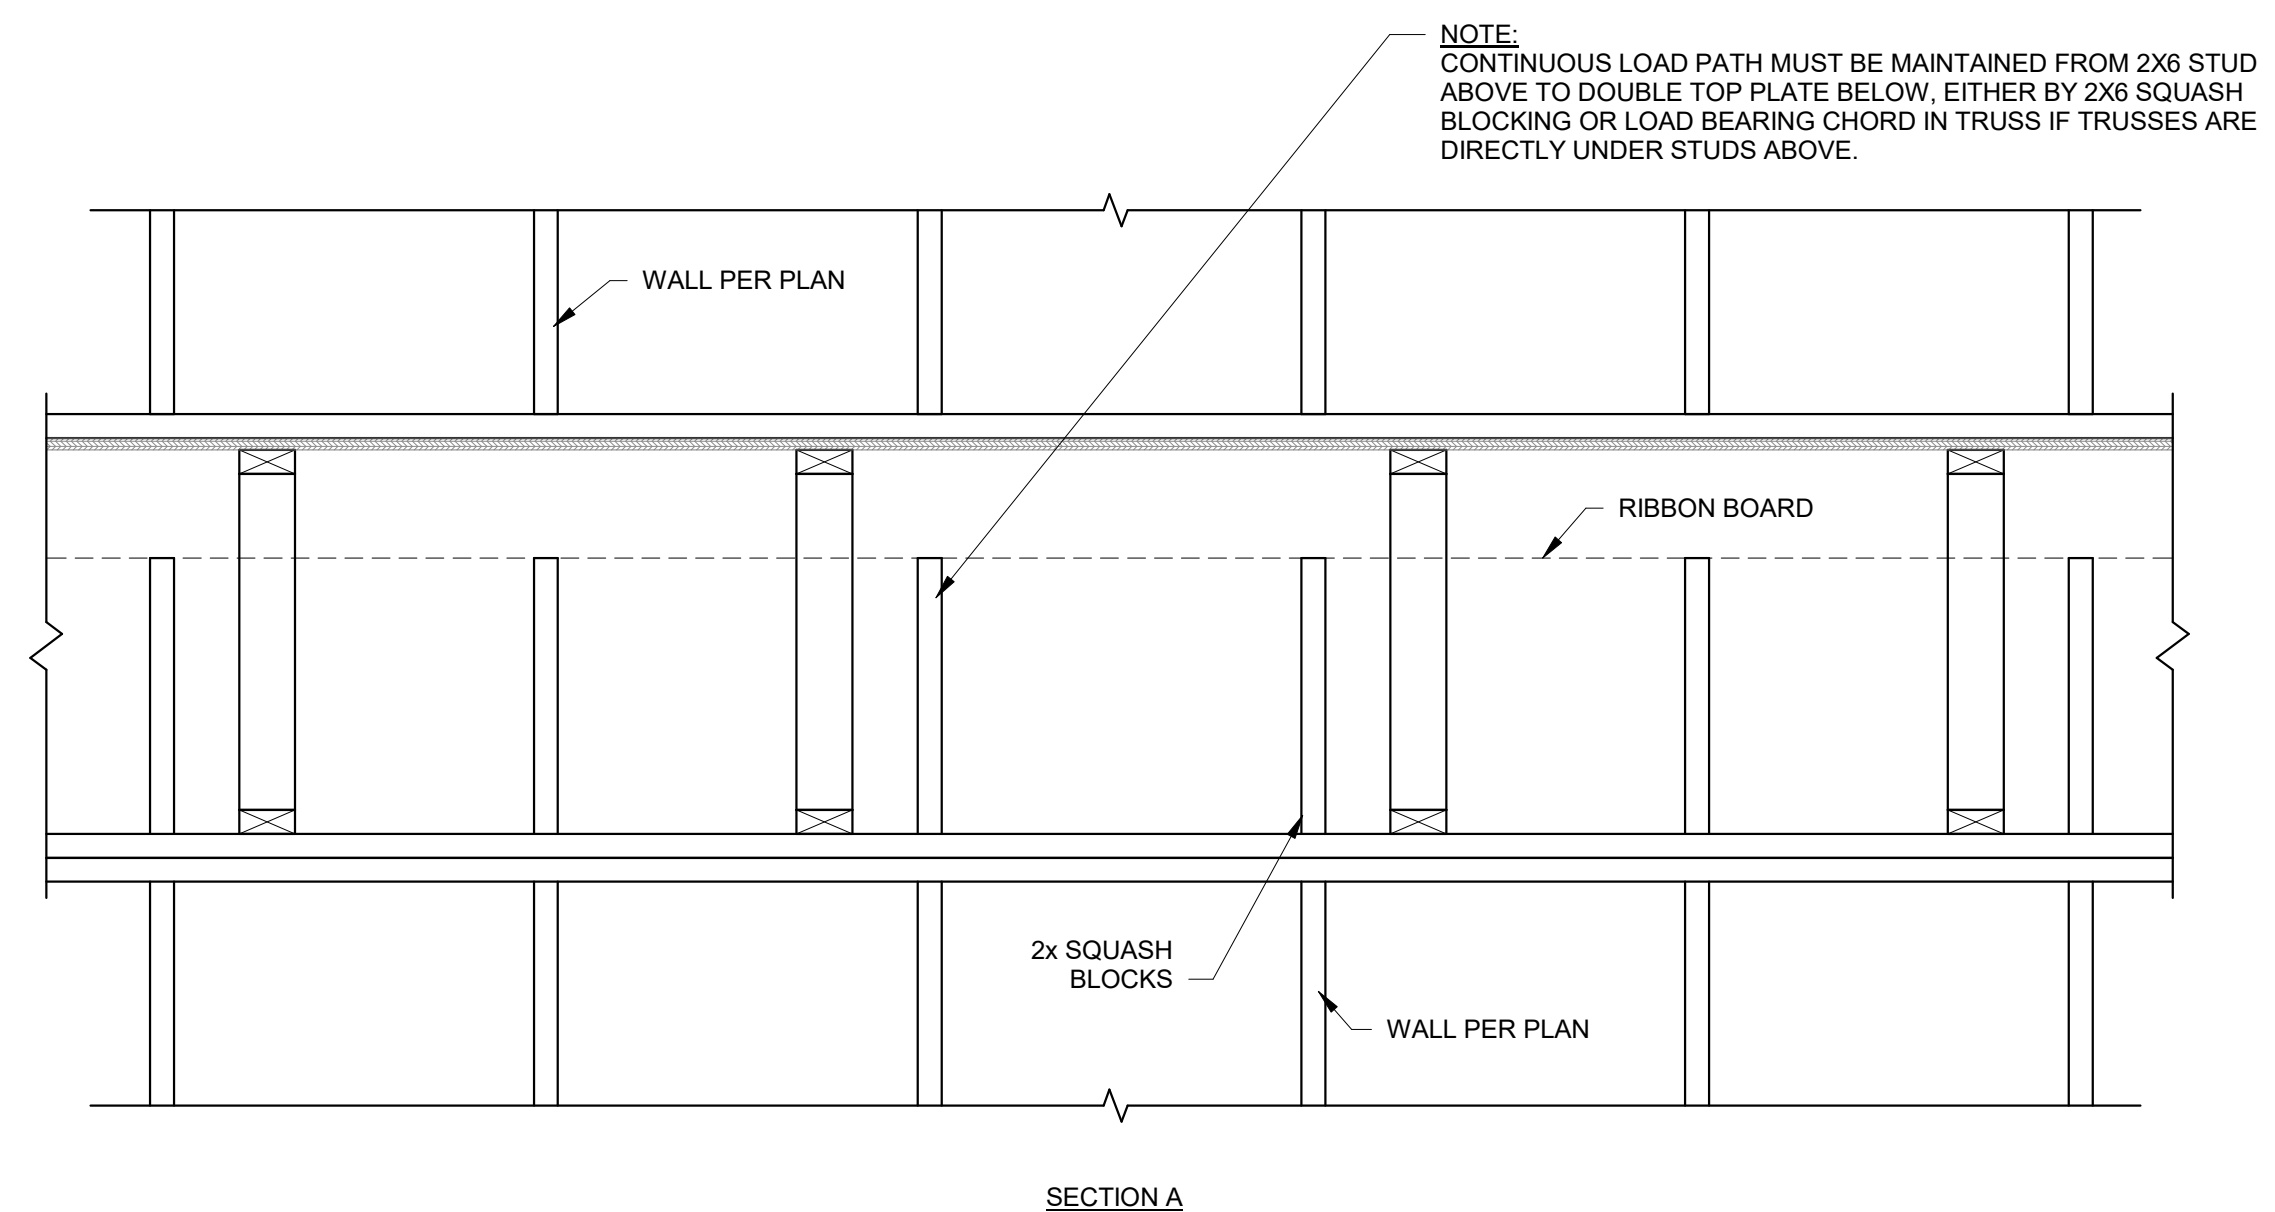 NOTE:
CONTINUOUS LOAD PATH MUST BE MAINTAINED FROM 2X6 STUD
ABOVE TO DOUBLE TOP PLATE BELOW, EITHER BY 2X6 SQUASH
BLOCKING OR LOAD BEARING CHORD IN TRUSS IF TRUSSES ARE
DIRECTLY UNDER STUDS ABOVE.
WALL PER PLAN
RIBBON BOARD
2x SQUASH
BLOCKS
WALL PER PLAN
SECTION A